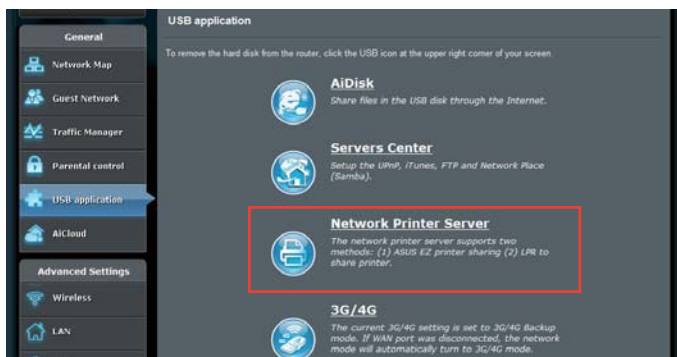 USB application
General
To remove the hard disk from the router, click the USB icon at the upper right corner of your screen.
Network Map
Guest Network
Traffic Manager
Parental control
USB application
AiCloud
Advanced Settings
Wireless
LAN
AiDisk
Share files in the USB disk through the Internet.
Servers Center
Setup the UPnP, iTunes, FTP and Network Place
(Samba).
Network Printer Server
The network printer server supports two
methods: (1) ASUS EZ printer sharing (2) LPR to
share printer.
3G/4G
The current 3G/4G setting is set to 3G/4G Backup
mode. If WAN port was disconnected, the network
mode will automatically turn to 3G/4G mode.